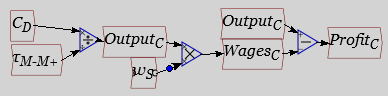 C_D
τ_M-M+
÷
Output_C
w_S
×
Wages_C
Output_C
−
Profit_C